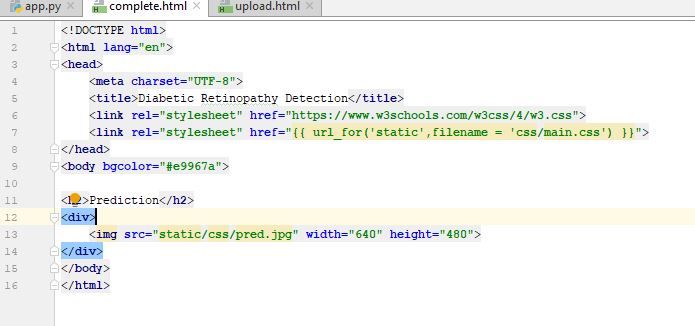 app.py complete.html upload.html
1 <!DOCTYPE html>
2 <html lang="en">
3 <head>
4 <meta charset="UTF-8">
5 <title>Diabetic Retinopathy Detection</title>
6 <link rel="stylesheet" href="https://www.w3schools.com/w3css/4/w3.css">
7 <link rel="stylesheet" href="{{ url_for('static',filename = 'css/main.css') }}">
8 </head>
9 <body bgcolor="#e9967a">
10
11 <h2>Prediction</h2>
12 <div>
13 <img src="static/css/pred.jpg" width="640" height="480">
14 </div>
15 </body>
16 </html>